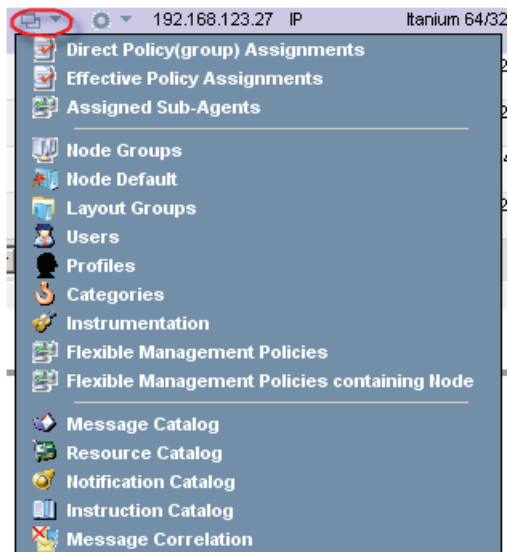 192.168.123.27 IP Itanium 64/32
Direct Policy(group) Assignments
Effective Policy Assignments
Assigned Sub-Agents
Node Groups
Node Default
Layout Groups
Users
Profiles
Categories
Instrumentation
Flexible Management Policies
Flexible Management Policies containing Node
Message Catalog
Resource Catalog
Notification Catalog
Instruction Catalog
Message Correlation